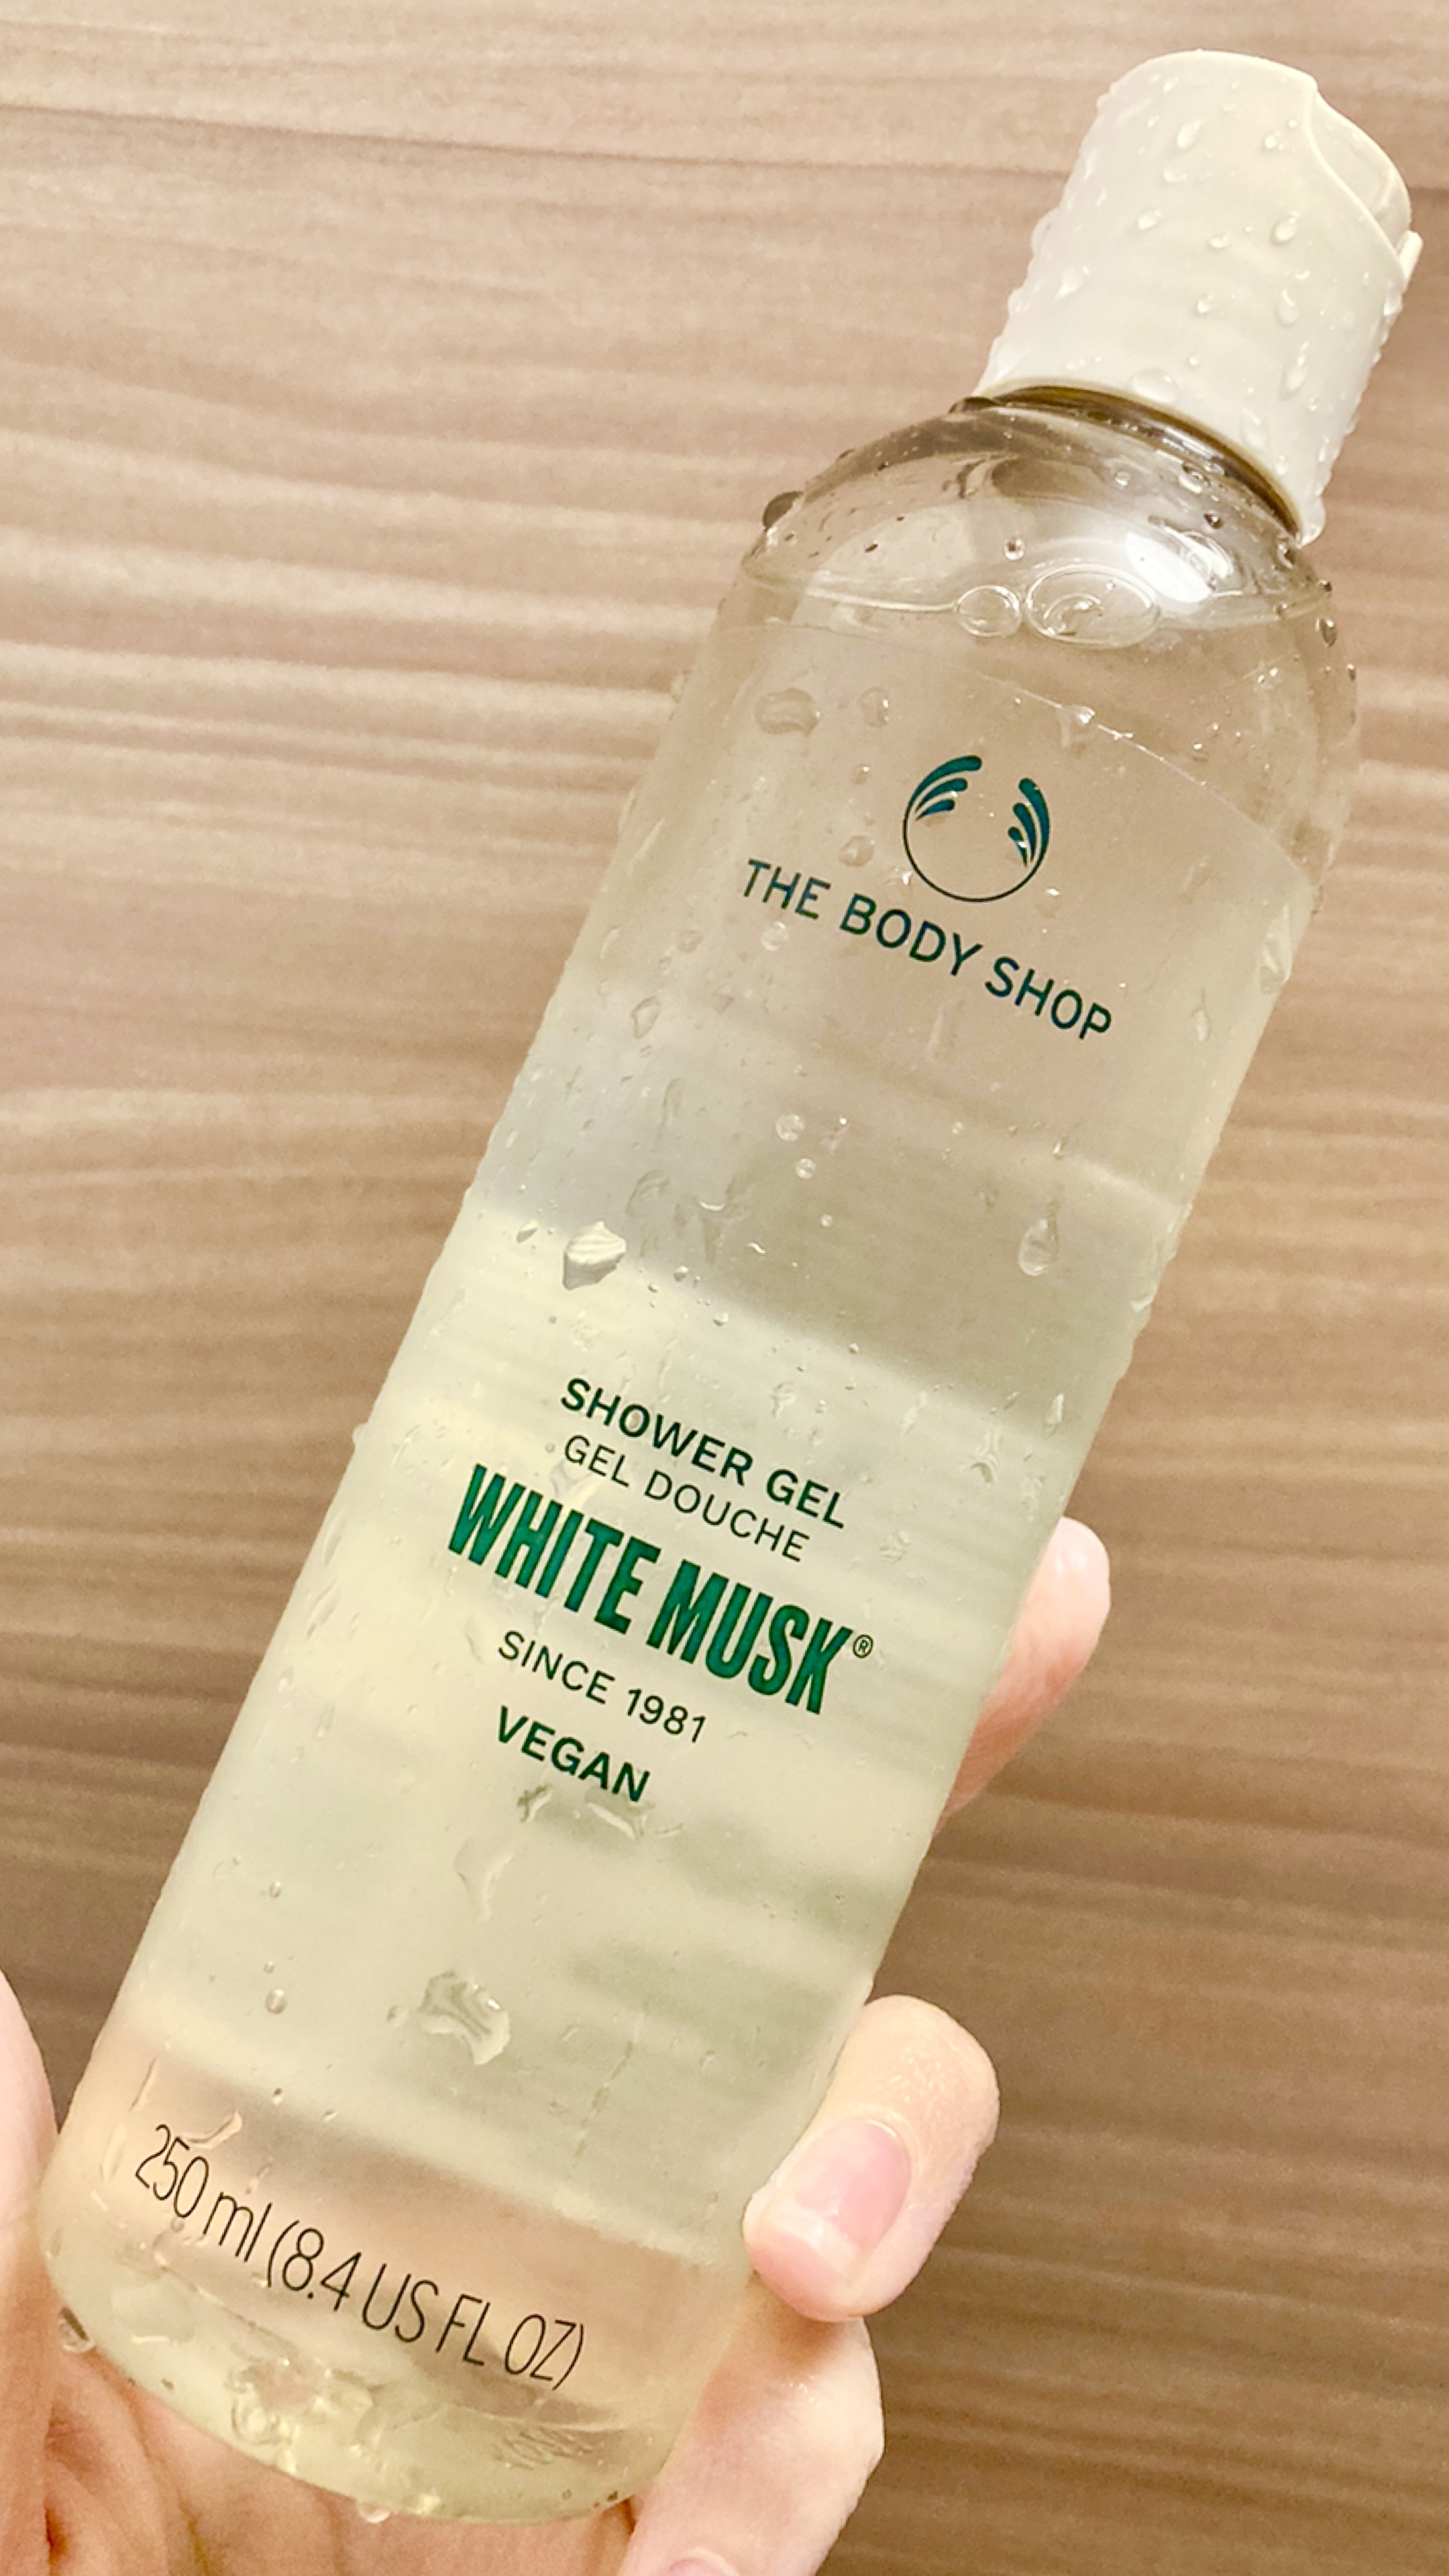 THE BODY SHOP
SHOWER GEL
GEL DOUCHE
WHITE MUSK®
SINCE 1981
VEGAN
250 ml (8.4 US FL OZ)